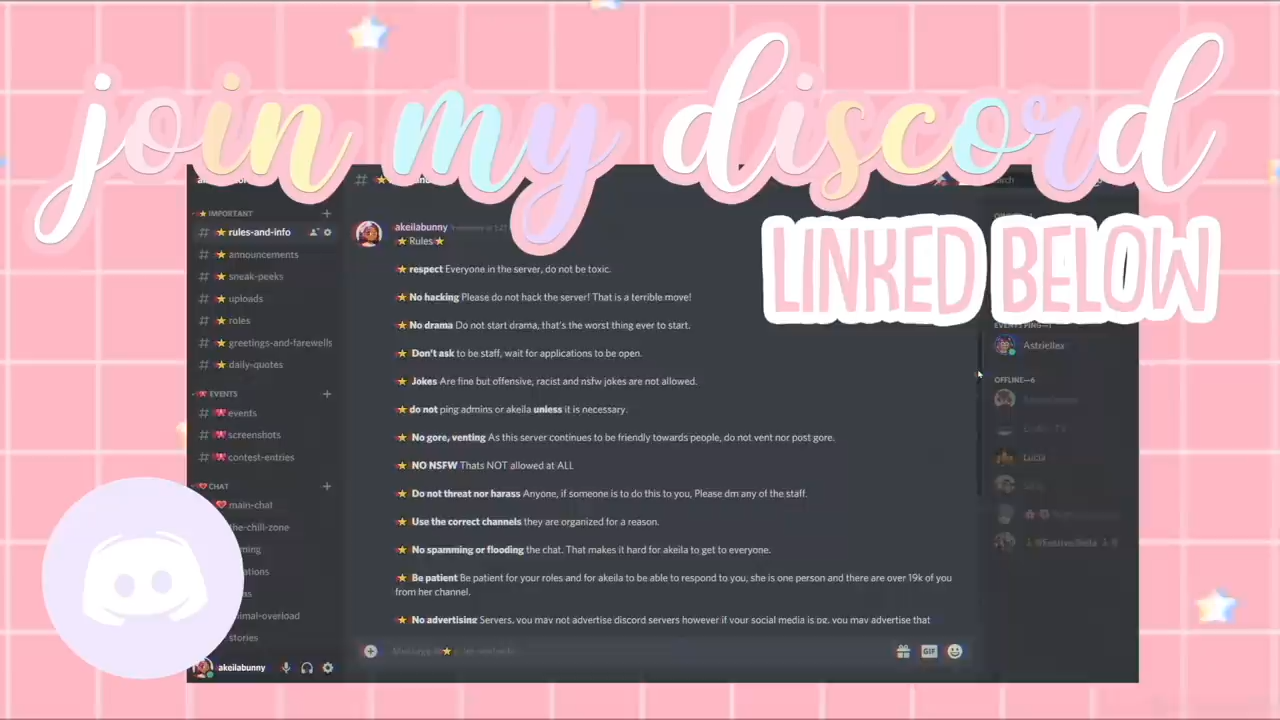 join my discord
LINKED BELOW
IMPORTANT
rules-and-info
announcements
sneak-peeks
uploads
roles
greetings-and-farewells
daily-quotes
EVENTS
events
screenshots
contest-entries
CHAT
main-chat
the-chill-zone
stories
akeilabunny
akeilabunny
Rules
respect Everyone in the server, do not be toxic.
No hacking Please do not hack the server! That is a terrible move!
No drama Do not start drama, that's the worst thing ever to start.
Don't ask to be staff, wait for applications to be open.
Jokes Are fine but offensive, racist and nsfw jokes are not allowed.
do not ping admins or akeila unless it is necessary.
No gore, venting As this server continues to be friendly towards people, do not vent nor post gore.
NO NSFW Thats NOT allowed at ALL
Do not threat nor harass Anyone, if someone is to do this to you, Please dm any of the staff.
Use the correct channels they are organized for a reason.
No spamming or flooding the chat. That makes it hard for akeila to get to everyone.
Be patient Be patient for your roles and for akeila to be able to respond to you, she is one person and there are over 19k of you
from her channel.
No advertising Servers, you may not advertise discord servers however if your social media is pg, you may advertise that
GIF
Astriellex
OFFLINE—6
Lucia